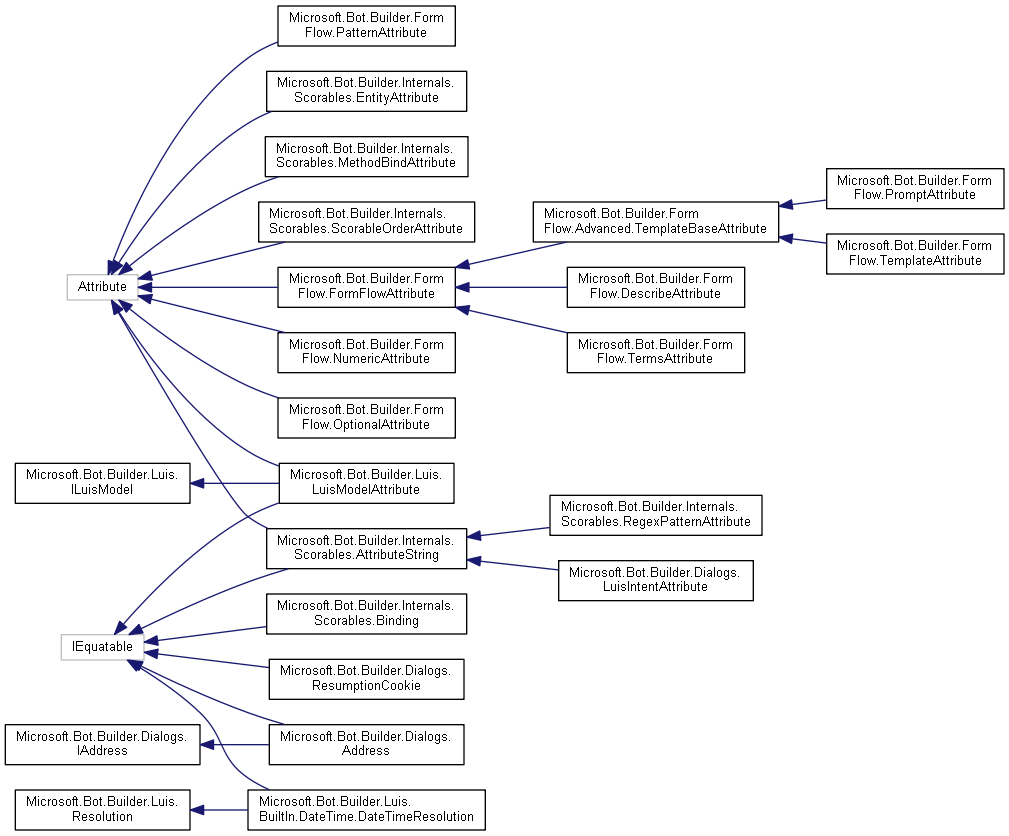 Microsoft.Bot.Builder.Form
Flow.PatternAttribute
Microsoft.Bot.Builder.Internals.
Scorables.EntityAttribute
Microsoft.Bot.Builder.Internals.
Scorables.MethodBindAttribute
Microsoft.Bot.Builder.Internals.
Scorables.ScorableOrderAttribute
Attribute
Microsoft.Bot.Builder.Form
Flow.FormFlowAttribute
Microsoft.Bot.Builder.Form
Flow.Advanced.TemplateBaseAttribute
Microsoft.Bot.Builder.Form
Flow.PromptAttribute
Microsoft.Bot.Builder.Form
Flow.TemplateAttribute
Microsoft.Bot.Builder.Form
Flow.DescribeAttribute
Microsoft.Bot.Builder.Form
Flow.TermsAttribute
Microsoft.Bot.Builder.Form
Flow.NumericAttribute
Microsoft.Bot.Builder.Form
Flow.OptionalAttribute
Microsoft.Bot.Builder.Luis.
ILuisModel
Microsoft.Bot.Builder.Luis.
LuisModelAttribute
Microsoft.Bot.Builder.Internals.
Scorables.AttributeString
Microsoft.Bot.Builder.Internals.
Scorables.RegexPatternAttribute
Microsoft.Bot.Builder.Dialogs.
LuisIntentAttribute
IEquatable
Microsoft.Bot.Builder.Internals.
Scorables.Binding
Microsoft.Bot.Builder.Dialogs.
ResumptionCookie
Microsoft.Bot.Builder.Dialogs.
IAddress
Microsoft.Bot.Builder.Dialogs.
Address
Microsoft.Bot.Builder.Luis.
Resolution
Microsoft.Bot.Builder.Luis.
BuiltIn.DateTime.DateTimeResolution